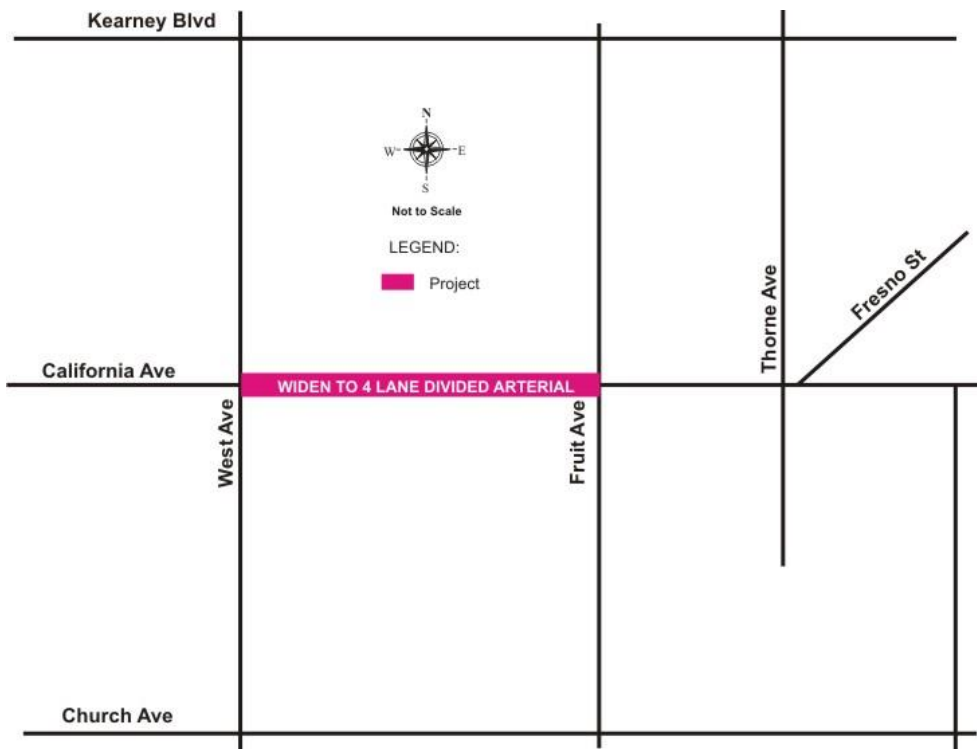 Kearney Blvd
N
W
E
S
Not to Scale
LEGEND:
Project
Thorne Ave
Fresno St
California Ave
WIDEN TO 4 LANE DIVIDED ARTERIAL
West Ave
Fruit Ave
Church Ave